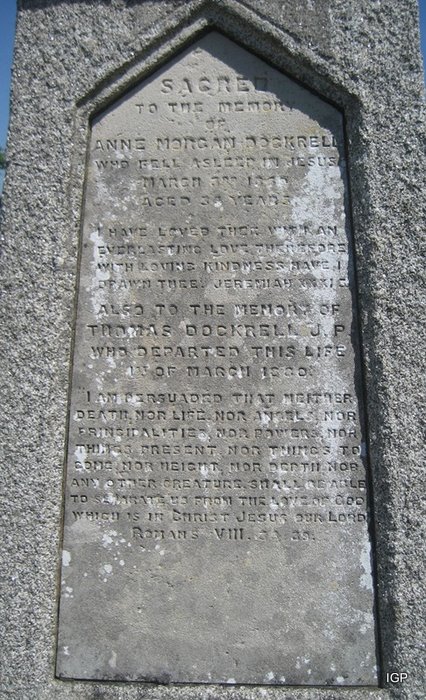 SACRED
TO THE MEMORY
OF
ANNE MORGAN DOCKRELL
WHO FELL ASLEEP IN JESUS
MARCH
AGED YEARS
I HAVE LOVED THEE WITH AN
EVERLASTING LOVE THEREFORE
WITH LOVING KINDNESS HAVE I
DRAWN THEE. JEREMIAH
ALSO TO THE MEMORY OF
THOMAS DOCKRELL J.P.
WHO DEPARTED THIS LIFE
OF MARCH 1880.
"I AM PERSUADED THAT NEITHER
DEATH, NOR LIFE, NOR ANGELS, NOR
PRINCIPALITIES, NOR POWERS, NOR
THINGS PRESENT, NOR THINGS TO
COME, NOR HEIGHT, NOR DEPTH, NOR
ANY OTHER CREATURE, SHALL BE ABLE
TO SEPARATE US FROM THE LOVE OF GOD
WHICH IS IN CHRIST JESUS OUR LORD
ROMANS VIII. 39.
IGP